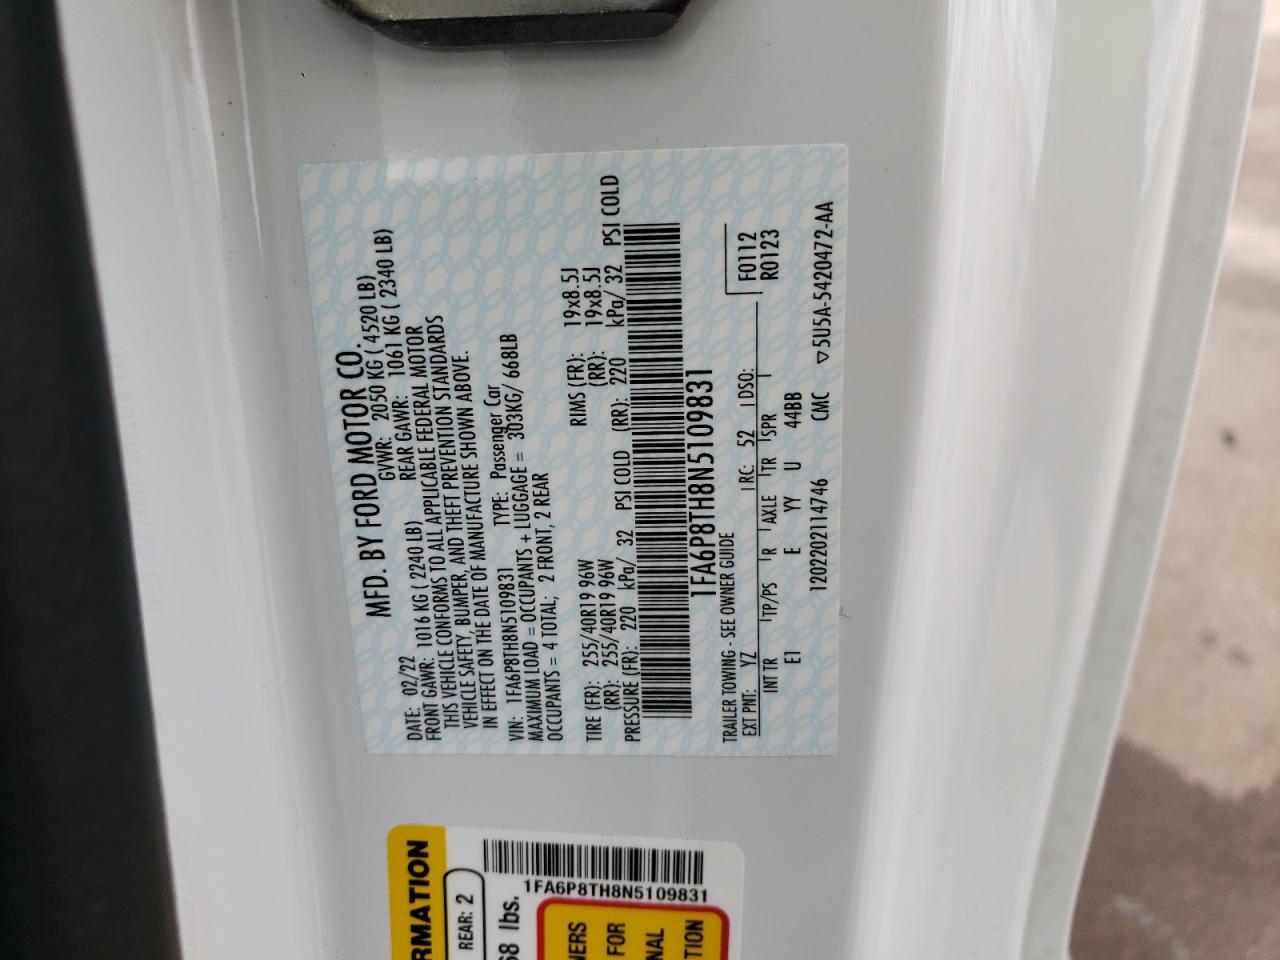 MFD. BY FORD MOTOR CO.
DATE: 02/22 GVWR: 2050 KG ( 4520 LB)
FRONT GAWR: 1016 KG ( 2240 LB) REAR GAWR: 1061 KG ( 2340 LB)
THIS VEHICLE CONFORMS TO ALL APPLICABLE FEDERAL MOTOR
VEHICLE SAFETY, BUMPER, AND THEFT PREVENTION STANDARDS
IN EFFECT ON THE DATE OF MANUFACTURE SHOWN ABOVE.
VIN: 1FA6P8TH8N5109831 TYPE: Passenger Car
MAXIMUM LOAD = OCCUPANTS + LUGGAGE = 303KG/ 668LB
OCCUPANTS = 4 TOTAL; 2 FRONT, 2 REAR
TIRE (FR): 255/40R19 96W RIMS (FR): 19x8.5J
(RR): 255/40R19 96W (RR): 19x8.5J
PRESSURE (FR): 220 kPa/ 32 PSI COLD (RR): 220 kPa/ 32 PSI COLD
1FA6P8TH8N5109831
TRAILER TOWING - SEE OWNER GUIDE F0112
EXT PNT: YZ RC: 52 DSO: R0123
INT TR TP/PS R AXLE TR SPR
EI E YY U 44BB
12022021 14746 CMC ▽5U5A-5420472-AA
RMATION
REAR: 2
1FA6P8TH8N5109831
68 lbs.
NERS
FOR
NAL
TION